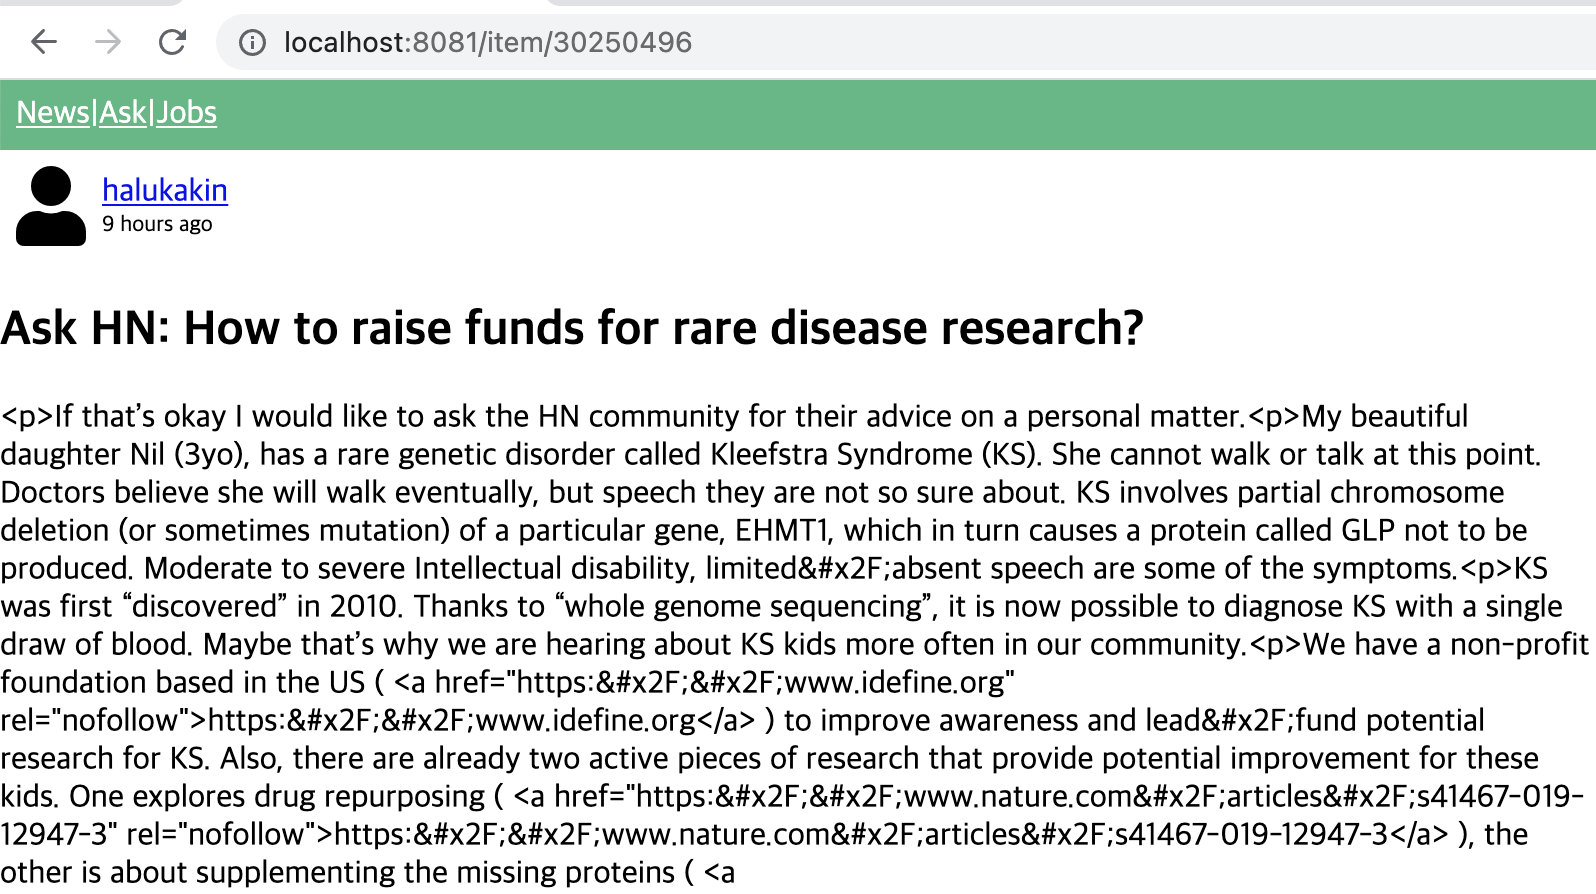 localhost:8081/item/30250496
News|Ask|Jobs
halukakin
9 hours ago
Ask HN: How to raise funds for rare disease research?
<p>If that’s okay I would like to ask the HN community for their advice on a personal matter.<p>My beautiful
daughter Nil (3yo), has a rare genetic disorder called Kleefstra Syndrome (KS). She cannot walk or talk at this point.
Doctors believe she will walk eventually, but speech they are not so sure about. KS involves partial chromosome
deletion (or sometimes mutation) of a particular gene, EHMT1, which in turn causes a protein called GLP not to be
produced. Moderate to severe Intellectual disability, limited&#x2F;absent speech are some of the symptoms.<p>KS
was first “discovered” in 2010. Thanks to “whole genome sequencing”, it is now possible to diagnose KS with a single
draw of blood. Maybe that’s why we are hearing about KS kids more often in our community.<p>We have a non-profit
foundation based in the US ( <a href="https:&#x2F;&#x2F;www.idefine.org"
rel="nofollow">https:&#x2F;&#x2F;www.idefine.org</a> ) to improve awareness and lead&#x2F;fund potential
research for KS. Also, there are already two active pieces of research that provide potential improvement for these
kids. One explores drug repurposing ( <a href="https:&#x2F;&#x2F;www.nature.com&#x2F;articles&#x2F;s41467-019-
12947-3" rel="nofollow">https:&#x2F;&#x2F;www.nature.com&#x2F;articles&#x2F;s41467-019-12947-3</a> ), the
other is about supplementing the missing proteins ( <a